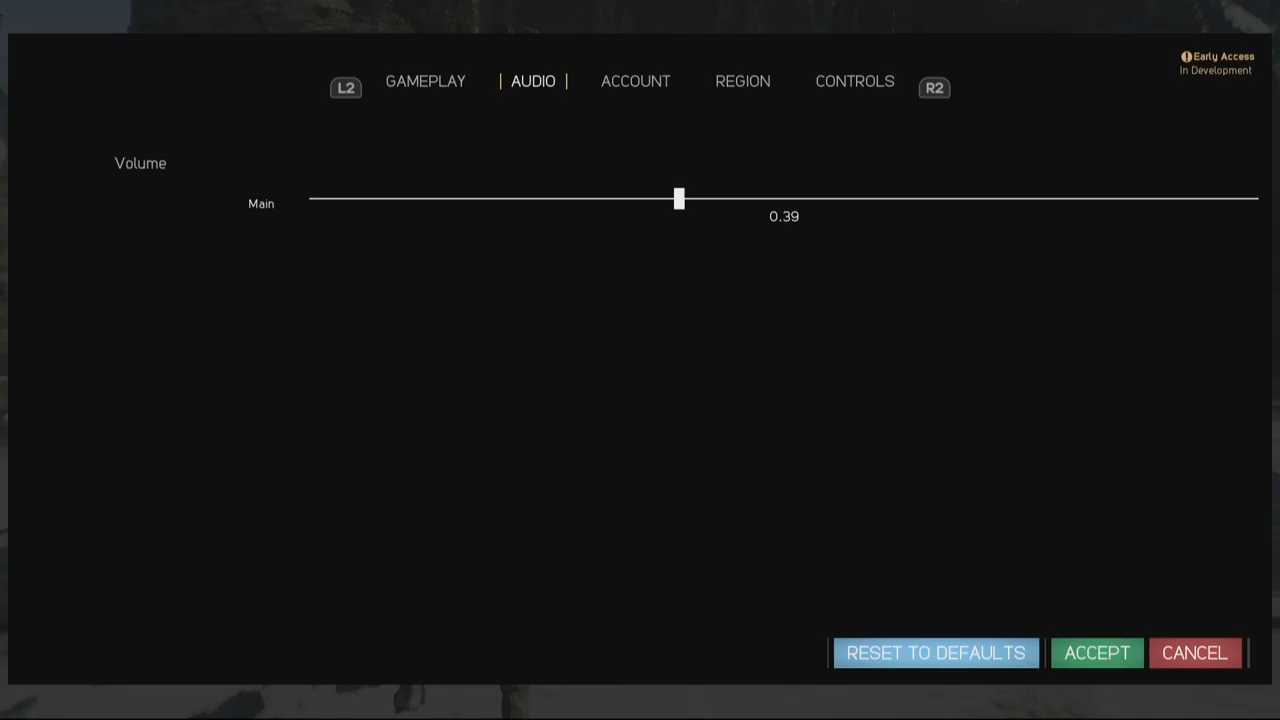 Early Access
In Development
L2 GAMEPLAY AUDIO ACCOUNT REGION CONTROLS R2
Volume
Main
0.39
RESET TO DEFAULTS ACCEPT CANCEL